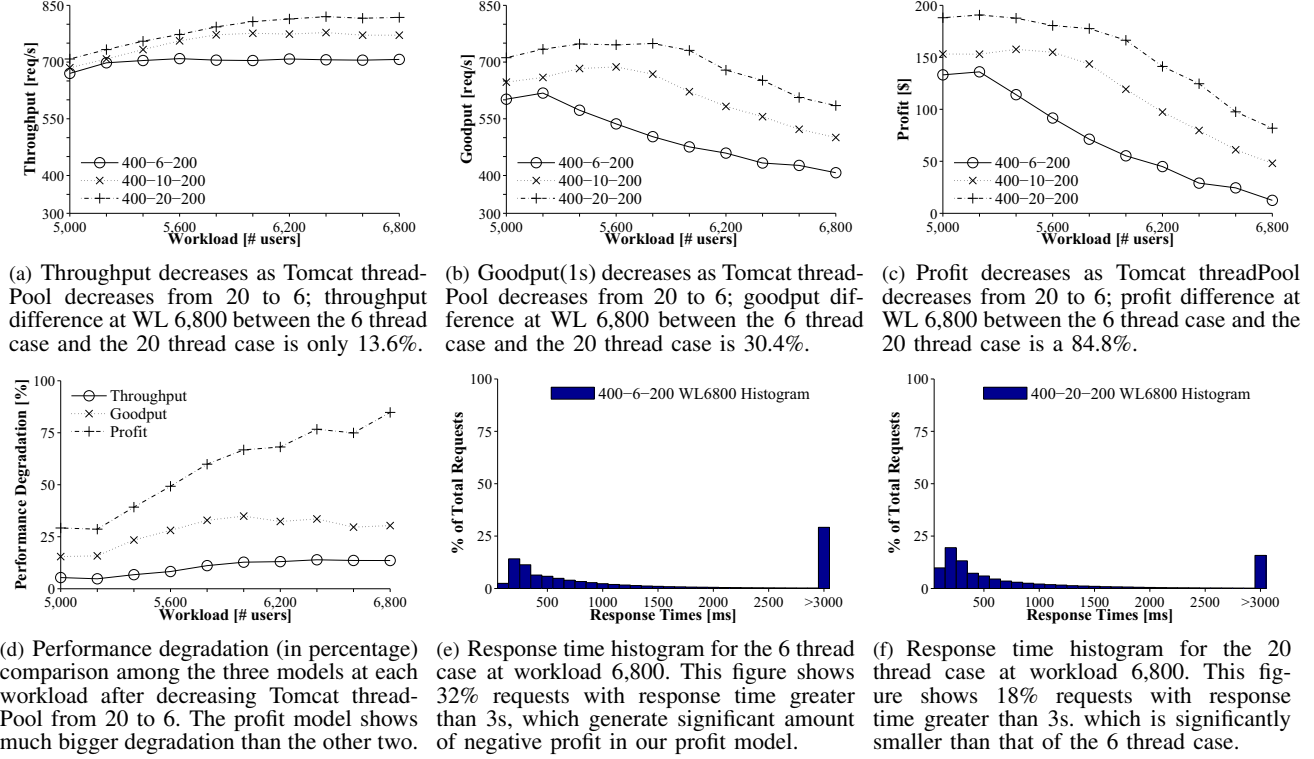 850
700
550
400
300
Throughput [req/s]
400−6−200
400−10−200
400−20−200
5,000
5,600
6,200
6,800
Workload [# users]
(a) Throughput decreases as Tomcat thread-
Pool decreases from 20 to 6; throughput
difference at WL 6,800 between the 6 thread
case and the 20 thread case is only 13.6%.
850
700
550
400
300
Goodput [req/s]
400−6−200
400−10−200
400−20−200
5,000
5,600
6,200
6,800
Workload [# users]
(b) Goodput(1s) decreases as Tomcat thread-
Pool decreases from 20 to 6; goodput dif-
ference at WL 6,800 between the 6 thread
case and the 20 thread case is 30.4%.
200
150
100
50
0
Profit [$]
400−6−200
400−10−200
400−20−200
5,000
5,600
6,200
6,800
Workload [# users]
(c) Profit decreases as Tomcat threadPool
decreases from 20 to 6; profit difference at
WL 6,800 between the 6 thread case and the
20 thread case is a 84.8%.
100
75
50
25
0
Performance Degradation [%]
Throughput
Goodput
Profit
5,000
5,600
6,200
6,800
Workload [# users]
(d) Performance degradation (in percentage)
comparison among the three models at each
workload after decreasing Tomcat thread-
Pool from 20 to 6. The profit model shows
much bigger degradation than the other two.
100
75
50
25
0
% of Total Requests
400−6−200 WL6800 Histogram
500
1000
1500
2000
2500
>3000
Response Times [ms]
(e) Response time histogram for the 6 thread
case at workload 6,800. This figure shows
32% requests with response time greater
than 3s, which generate significant amount
of negative profit in our profit model.
100
75
50
25
0
% of Total Requests
400−20−200 WL6800 Histogram
500
1000
1500
2000
2500
>3000
Response Times [ms]
(f) Response time histogram for the 20
thread case at workload 6,800. This fig-
ure shows 18% requests with response
time greater than 3s. which is significantly
smaller than that of the 6 thread case.